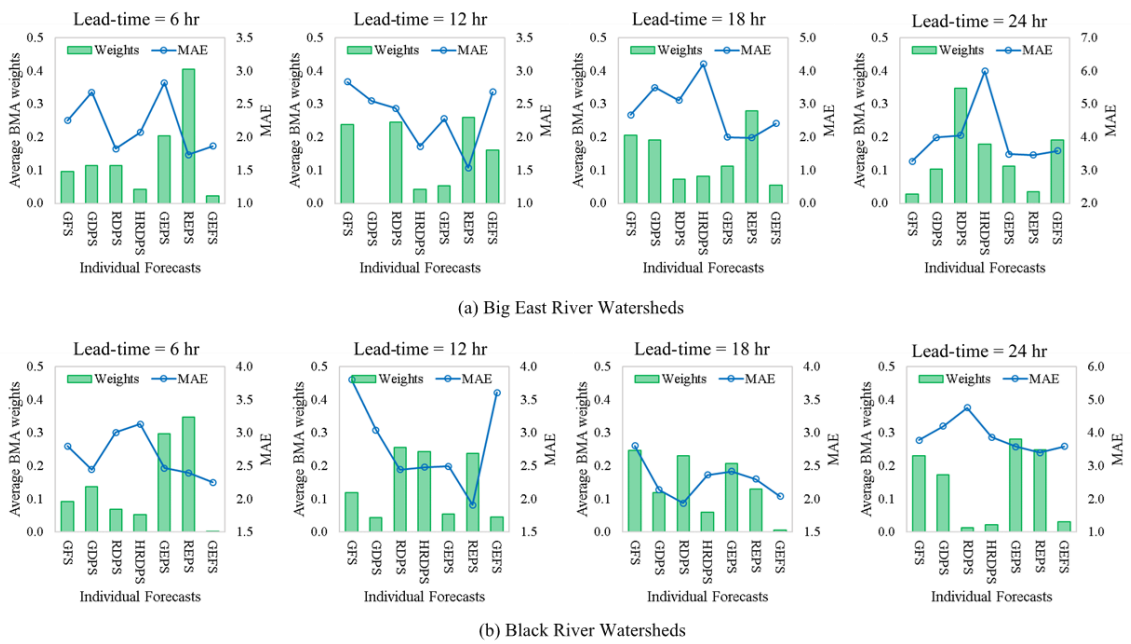 Lead-time = 6 hr
0.5
0.4
0.3
0.2
0.1
0.0
Average BMA weights
Weights
MAE
3.5
3.0
2.5
2.0
1.5
1.0
MAE
GFS
GDPS
RDPS
HRDPS
GEPS
REPS
GEFS
Individual Forecasts
Lead-time = 12 hr
0.5
0.4
0.3
0.2
0.1
0.0
Average BMA weights
Weights
MAE
3.5
3.0
2.5
2.0
1.5
1.0
MAE
GFS
GDPS
RDPS
HRDPS
GEPS
REPS
GEFS
Individual Forecasts
Lead-time = 18 hr
0.5
0.4
0.3
0.2
0.1
0.0
Average BMA weights
Weights
MAE
5.0
4.0
3.0
2.0
1.0
0.0
MAE
GFS
GDPS
RDPS
HRDPS
GEPS
REPS
GEFS
Individual Forecasts
Lead-time = 24 hr
0.5
0.4
0.3
0.2
0.1
0.0
Average BMA weights
Weights
MAE
7.0
6.0
5.0
4.0
3.0
2.0
MAE
GFS
GDPS
RDPS
HRDPS
GEPS
REPS
GEFS
Individual Forecasts
(a) Big East River Watersheds
Lead-time = 6 hr
0.5
0.4
0.3
0.2
0.1
0.0
Average BMA weights
Weights
MAE
4.0
3.5
3.0
2.5
2.0
1.5
MAE
GFS
GDPS
RDPS
HRDPS
GEPS
REPS
GEFS
Individual Forecasts
Lead-time = 12 hr
0.5
0.4
0.3
0.2
0.1
0.0
Average BMA weights
Weights
MAE
4.0
3.5
3.0
2.5
2.0
1.5
MAE
GFS
GDPS
RDPS
HRDPS
GEPS
REPS
GEFS
Individual Forecasts
Lead-time = 18 hr
0.5
0.4
0.3
0.2
0.1
0.0
Average BMA weights
Weights
MAE
4.0
3.5
3.0
2.5
2.0
1.5
MAE
GFS
GDPS
RDPS
HRDPS
GEPS
REPS
GEFS
Individual Forecasts
Lead-time = 24 hr
0.5
0.4
0.3
0.2
0.1
0.0
Average BMA weights
Weights
MAE
6.0
5.0
4.0
3.0
2.0
1.0
MAE
GFS
GDPS
RDPS
HRDPS
GEPS
REPS
GEFS
Individual Forecasts
(b) Black River Watersheds